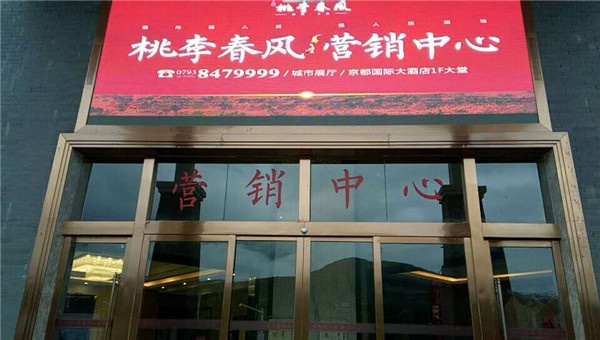 桃李春风
桃李春风 营销中心
☎0793 8479999/城市展厅/京都国际大酒店1F大堂
营销中心